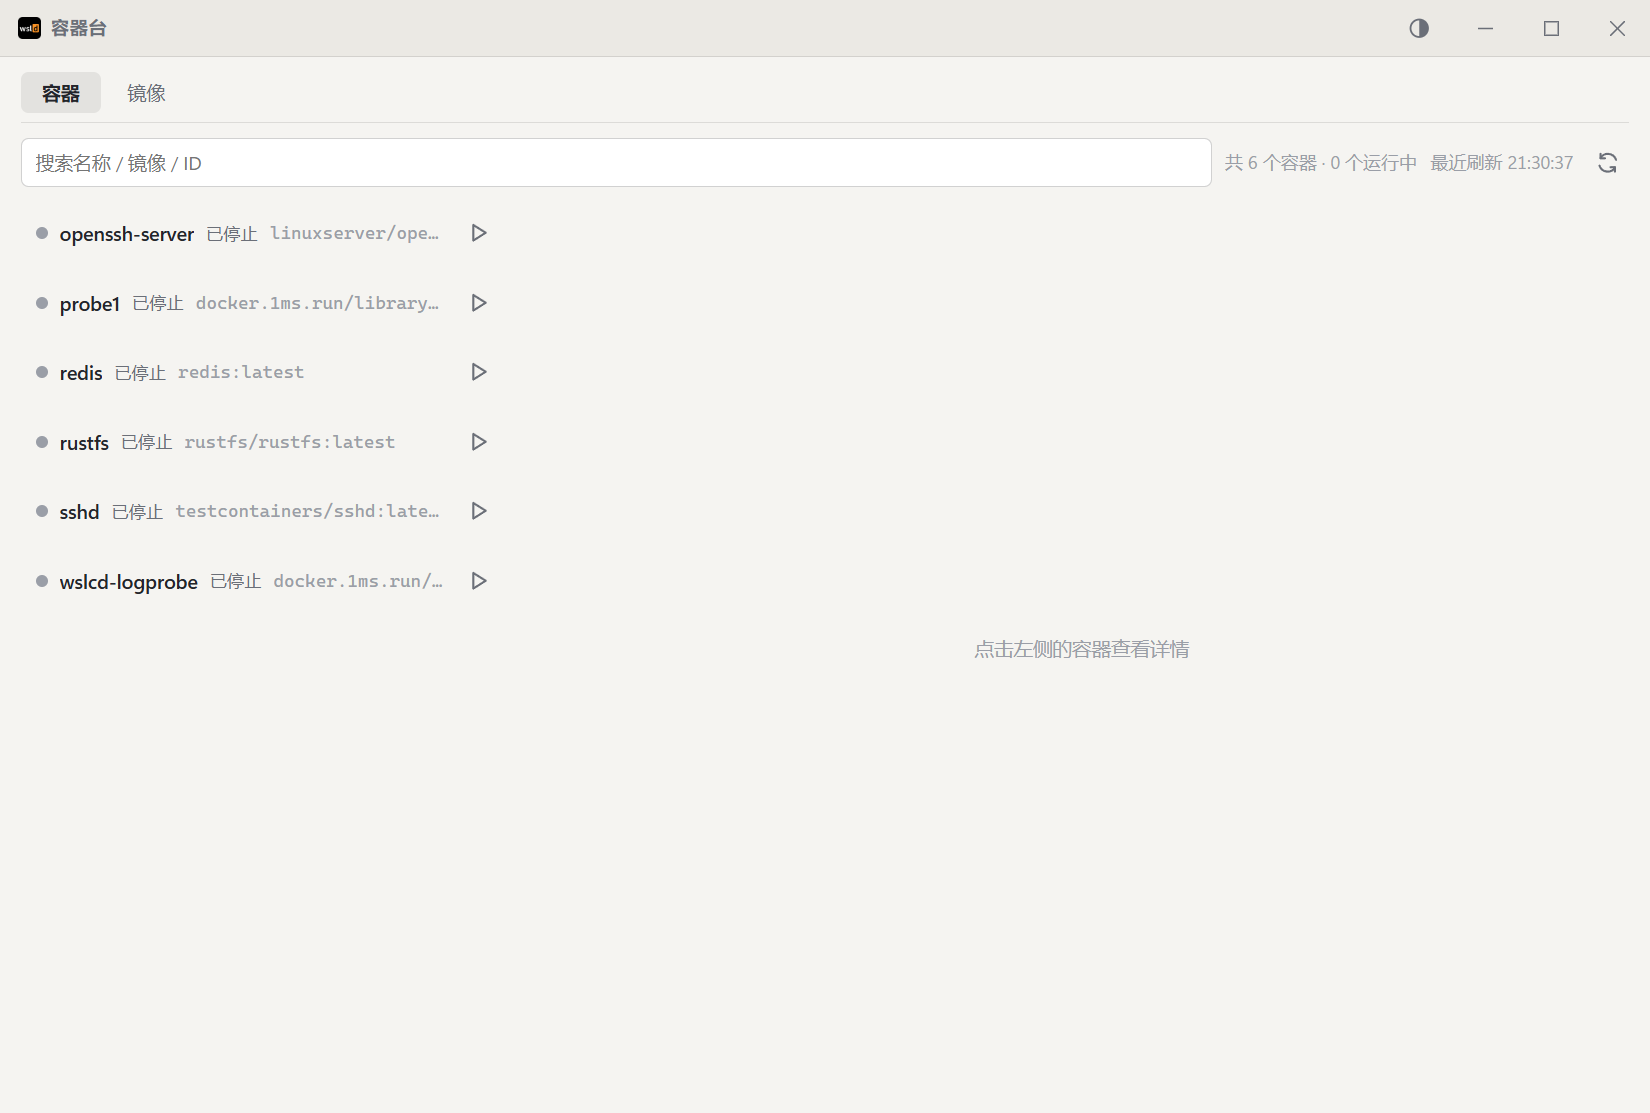 wsld 容器台
容器 镜像
搜索名称 / 镜像 / ID 共 6 个容器 · 0 个运行中 最近刷新 21:30:37
openssh-server 已停止 linuxserver/ope…
probe1 已停止 docker.1ms.run/library…
redis 已停止 redis:latest
rustfs 已停止 rustfs/rustfs:latest
sshd 已停止 testcontainers/sshd:late…
wslcd-logprobe 已停止 docker.1ms.run/…
点击左侧的容器查看详情